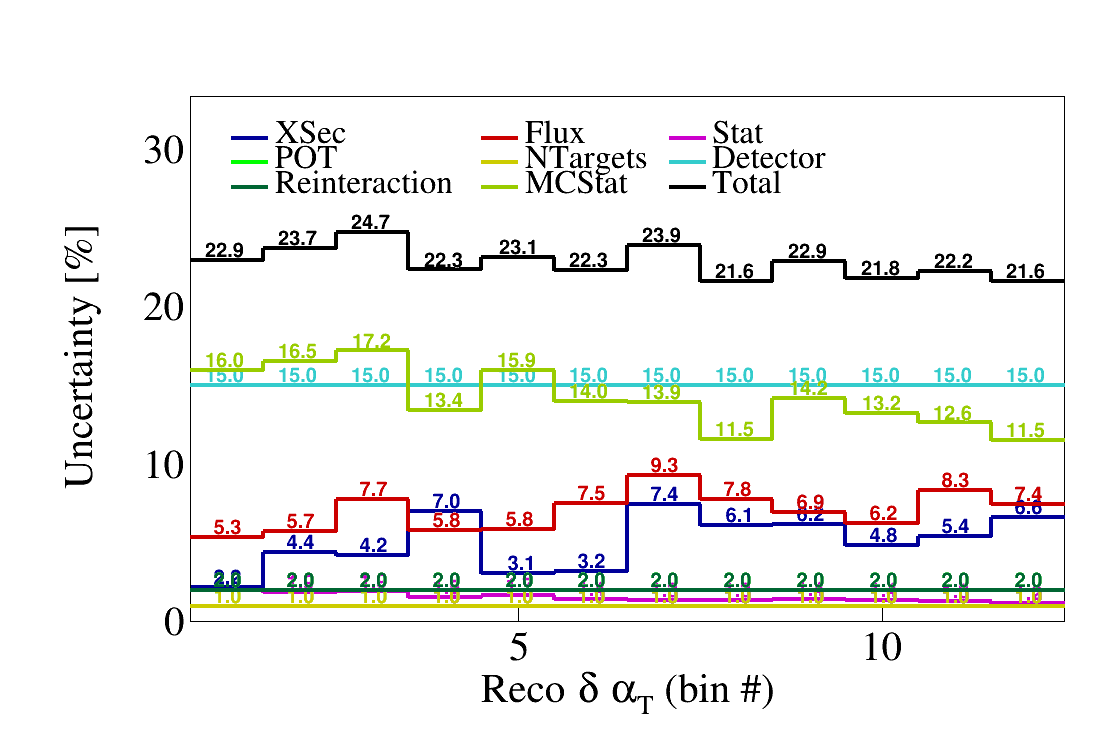 XSec Flux Stat
POT NTargets Detector
Reinteraction MCStat Total
30
20
10
0
Uncertainty [%]
22.9 23.7 24.7 22.3 23.1 22.3 23.9 21.6 22.9 21.8 22.2 21.6
16.0 16.5 17.2 13.4 15.9 14.0 13.9 11.5 14.2 13.2 12.6 11.5
15.0 15.0 15.0 15.0 15.0 15.0 15.0 15.0 15.0 15.0 15.0 15.0
5.3 5.7 7.7 5.8 5.8 7.5 9.3 7.8 6.9 6.2 8.3 7.4
4.4 4.2 7.0 3.1 3.2 7.4 6.1 6.2 4.8 5.4 6.6
2.0 2.0 2.0 2.0 2.0 2.0 2.0 2.0 2.0 2.0 2.0
1.0 1.0 1.0 1.0 1.0 1.0 1.0 1.0 1.0 1.0 1.0 1.0
5 10
Reco δ αT (bin #)